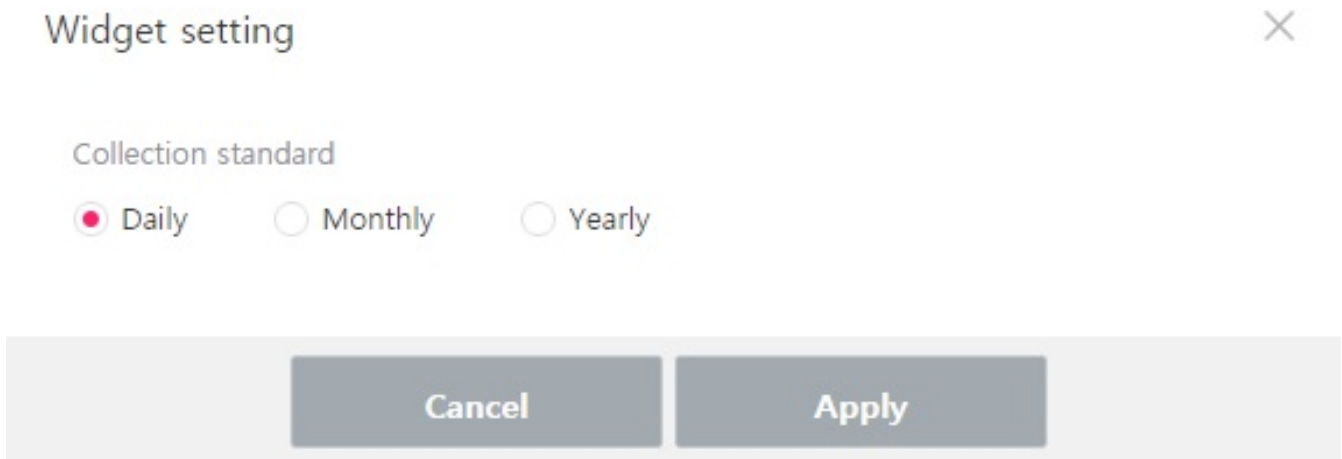 Widget setting
Collection standard
Daily Monthly Yearly
Cancel Apply